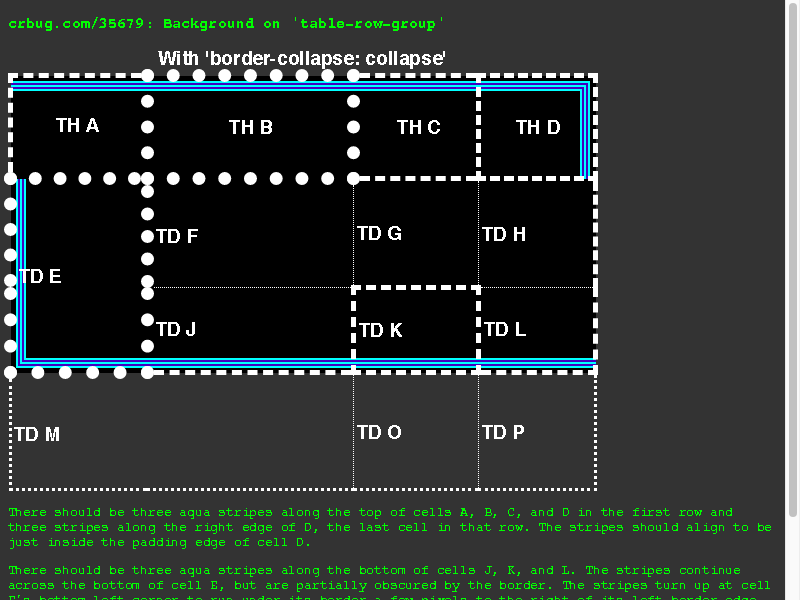 crbug.com/35679: Background on 'table-row-group'
With 'border-collapse: collapse'
TH A TH B TH C TH D
TD E TD F TD G TD H
TD J TD K TD L
TD M TD O TD P
There should be three aqua stripes along the top of cells A, B, C, and D in the first row and
three stripes along the right edge of D, the last cell in that row. The stripes should align to be
just inside the padding edge of cell D.
There should be three aqua stripes along the bottom of cells J, K, and L. The stripes continue
across the bottom of cell E, but are partially obscured by the border. The stripes turn up at cell
E's bottom left corner to run under its border a few pixels to the right of its left border edge